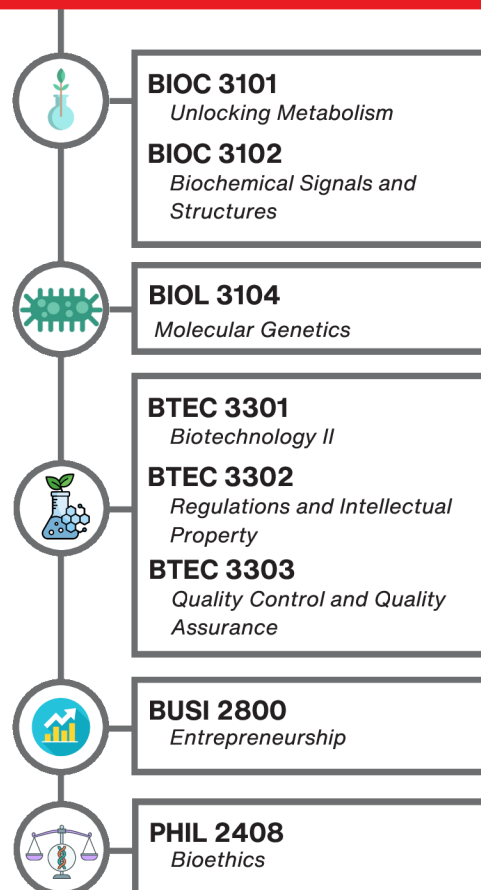 BIOC 3101
Unlocking Metabolism
BIOC 3102
Biochemical Signals and
Structures
BIOL 3104
Molecular Genetics
BTEC 3301
Biotechnology II
BTEC 3302
Regulations and Intellectual
Property
BTEC 3303
Quality Control and Quality
Assurance
BUSI 2800
Entrepreneurship
PHIL 2408
Bioethics